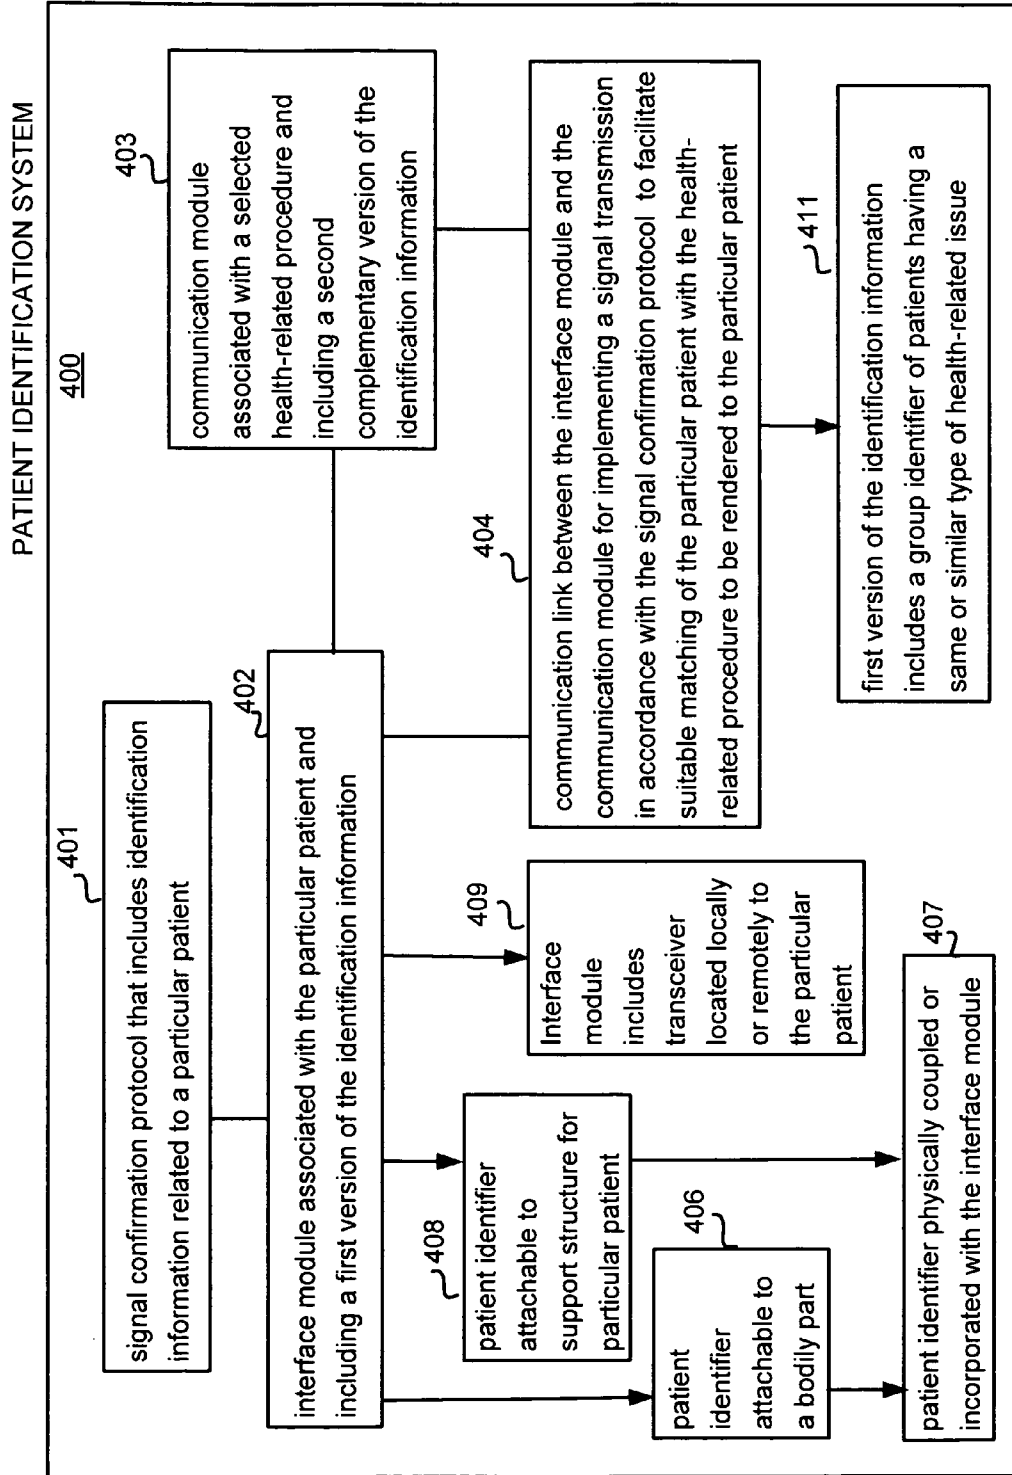 PATIENT IDENTIFICATION SYSTEM
400
401
signal confirmation protocol that includes identification
information related to a particular patient
402
interface module associated with the particular patient and
including a first version of the identification information
403
communication module
associated with a selected
health-related procedure and
including a second
complementary version of the
identification information
404
communication link between the interface module and the
communication module for implementing a signal transmission
in accordance with the signal confirmation protocol to facilitate
suitable matching of the particular patient with the health-
related procedure to be rendered to the particular patient
408
patient identifier
attachable to
support structure for
particular patient
409
Interface
module
includes
transceiver
located locally
or remotely to
the particular
patient
406
patient
identifier
attachable to
a bodily part
407
patient identifier physically coupled or
incorporated with the interface module
411
first version of the identification information
includes a group identifier of patients having a
same or similar type of health-related issue